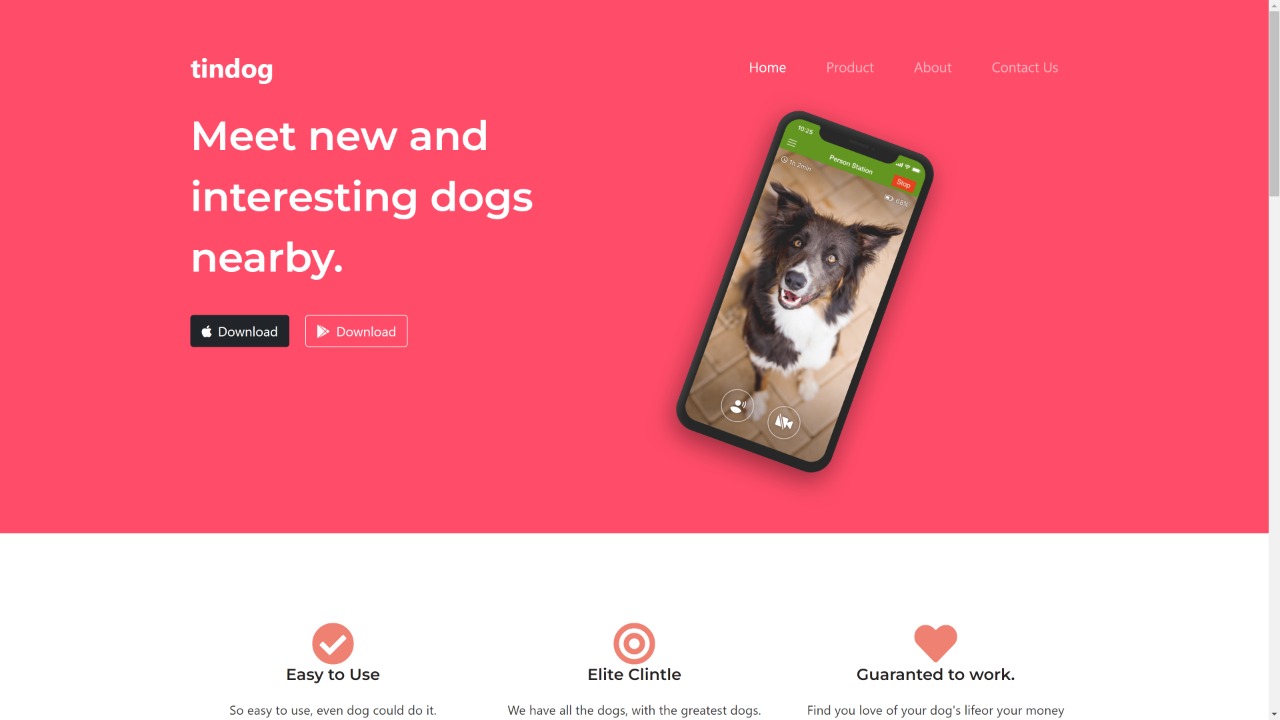 tindog
Home Product About Contact Us
Meet new and
interesting dogs
nearby.
Download Download
10:25
Person Station
Stop
1h 2min
68%
Easy to Use
Elite Clintle
Guaranted to work.
So easy to use, even dog could do it.
We have all the dogs, with the greatest dogs.
Find you love of your dog's lifeor your money